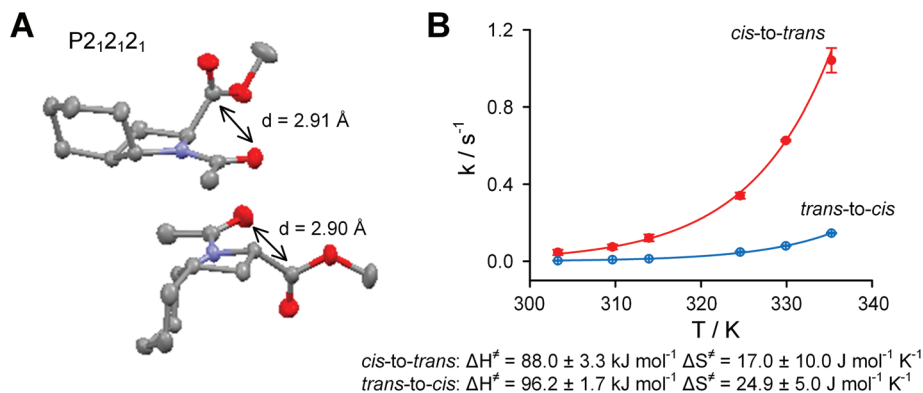 A
P2₁2₁2₁
d = 2.91 Å
d = 2.90 Å
B
cis-to-trans
trans-to-cis
k / s⁻¹
1.2
0.8
0.4
0.0
300 310 320 330 340
T / K
cis-to-trans: ΔH≠ = 88.0 ± 3.3 kJ mol⁻¹ ΔS≠ = 17.0 ± 10.0 J mol⁻¹ K⁻¹
trans-to-cis: ΔH≠ = 96.2 ± 1.7 kJ mol⁻¹ ΔS≠ = 24.9 ± 5.0 J mol⁻¹ K⁻¹